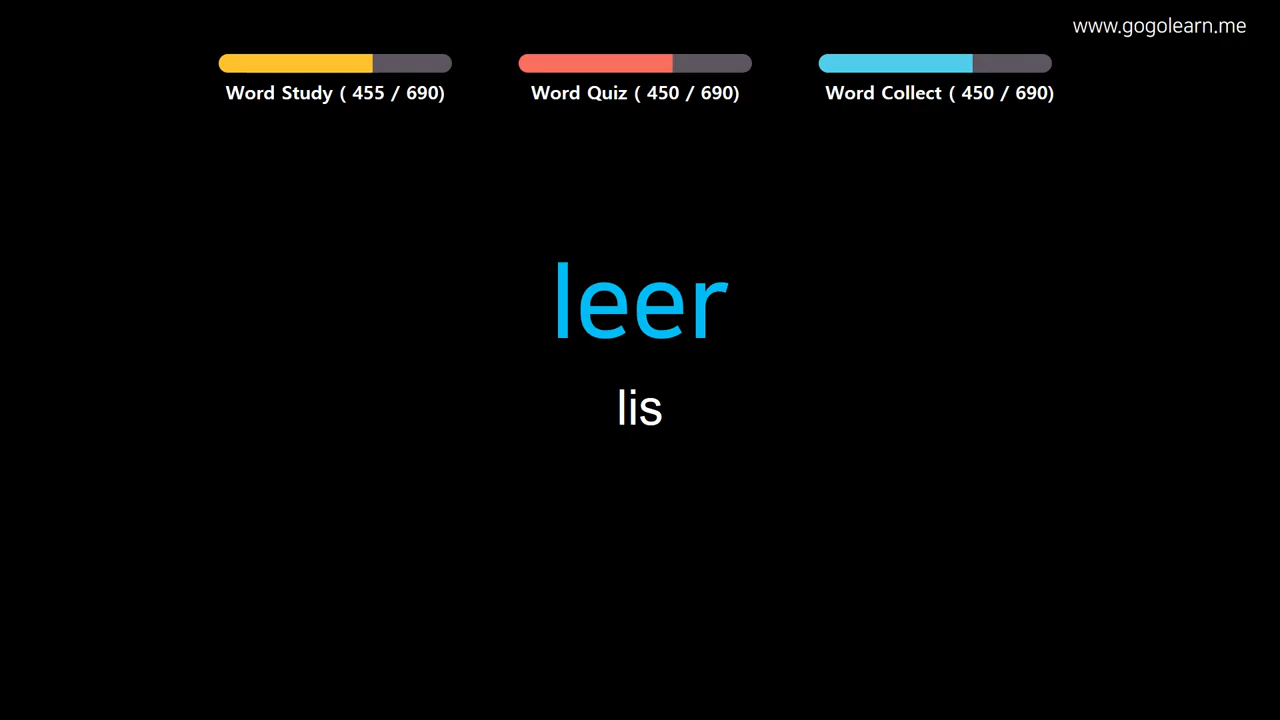 www.gogolearn.me
Word Study ( 455 / 690)
Word Quiz ( 450 / 690)
Word Collect ( 450 / 690)
leer
lis